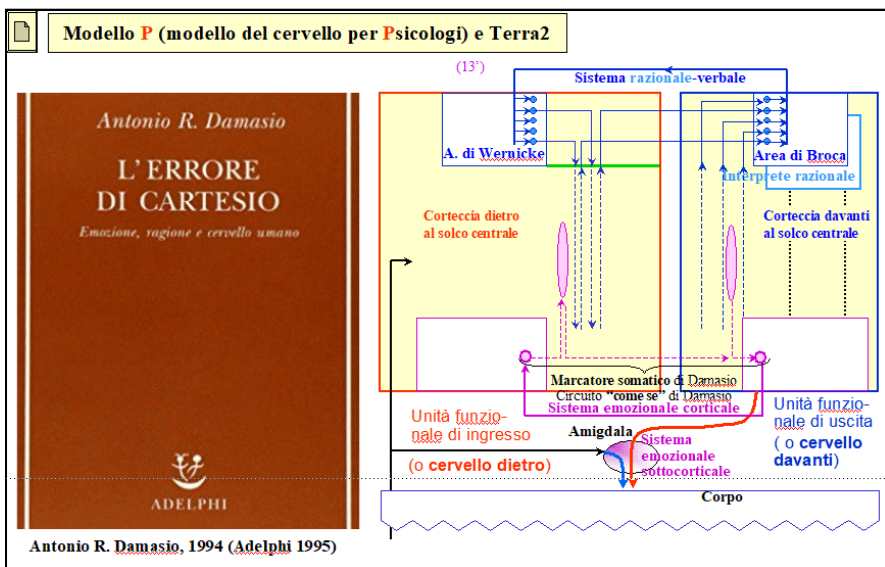 Modello P (modello del cervello per Psicologi) e Terra2
(13’)
Sistema razionale-verbale
Antonio R. Damasio
L'ERRORE
DI CARTESIO
Emozione, ragione e cervello umano
ADELPHI
Antonio R. Damasio, 1994 (Adelphi 1995)
A. di Wernicke
Area di Broca
Interprete razionale
Corteccia dietro
al solco centrale
Corteccia davanti
al solco centrale
Marcatore somatico di Damasio
Circuito “come se” di Damasio
Sistema emozionale corticale
Unità funzio-
nale di ingresso
(o cervello dietro)
Amigdala
Sistema
emozionale
sottocorticale
Unità funzio-
nale di uscita
( o cervello
davanti)
Corpo